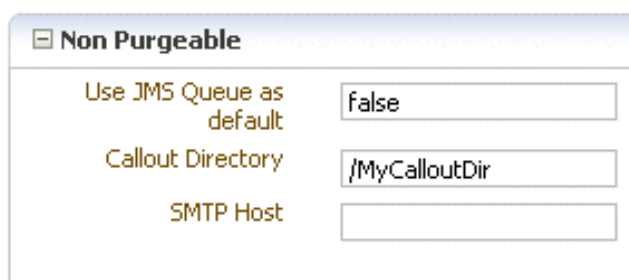 Non Purgeable
Use JMS Queue as
default
false
Callout Directory
/MyCalloutDir
SMTP Host